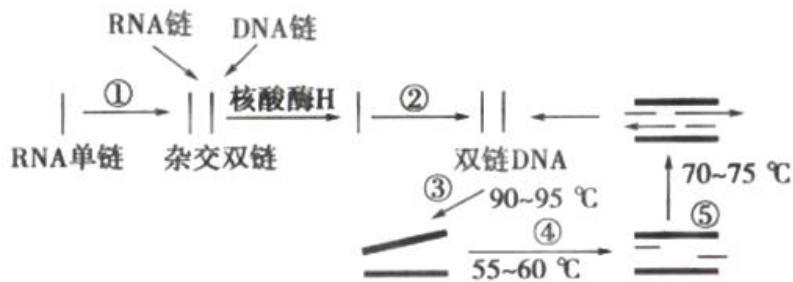 RNA链 DNA链
① 核酸酶H ②
RNA单链 杂交双链 双链DNA
70~75 ℃
③ 90~95 ℃ ⑤
④
55~60 ℃